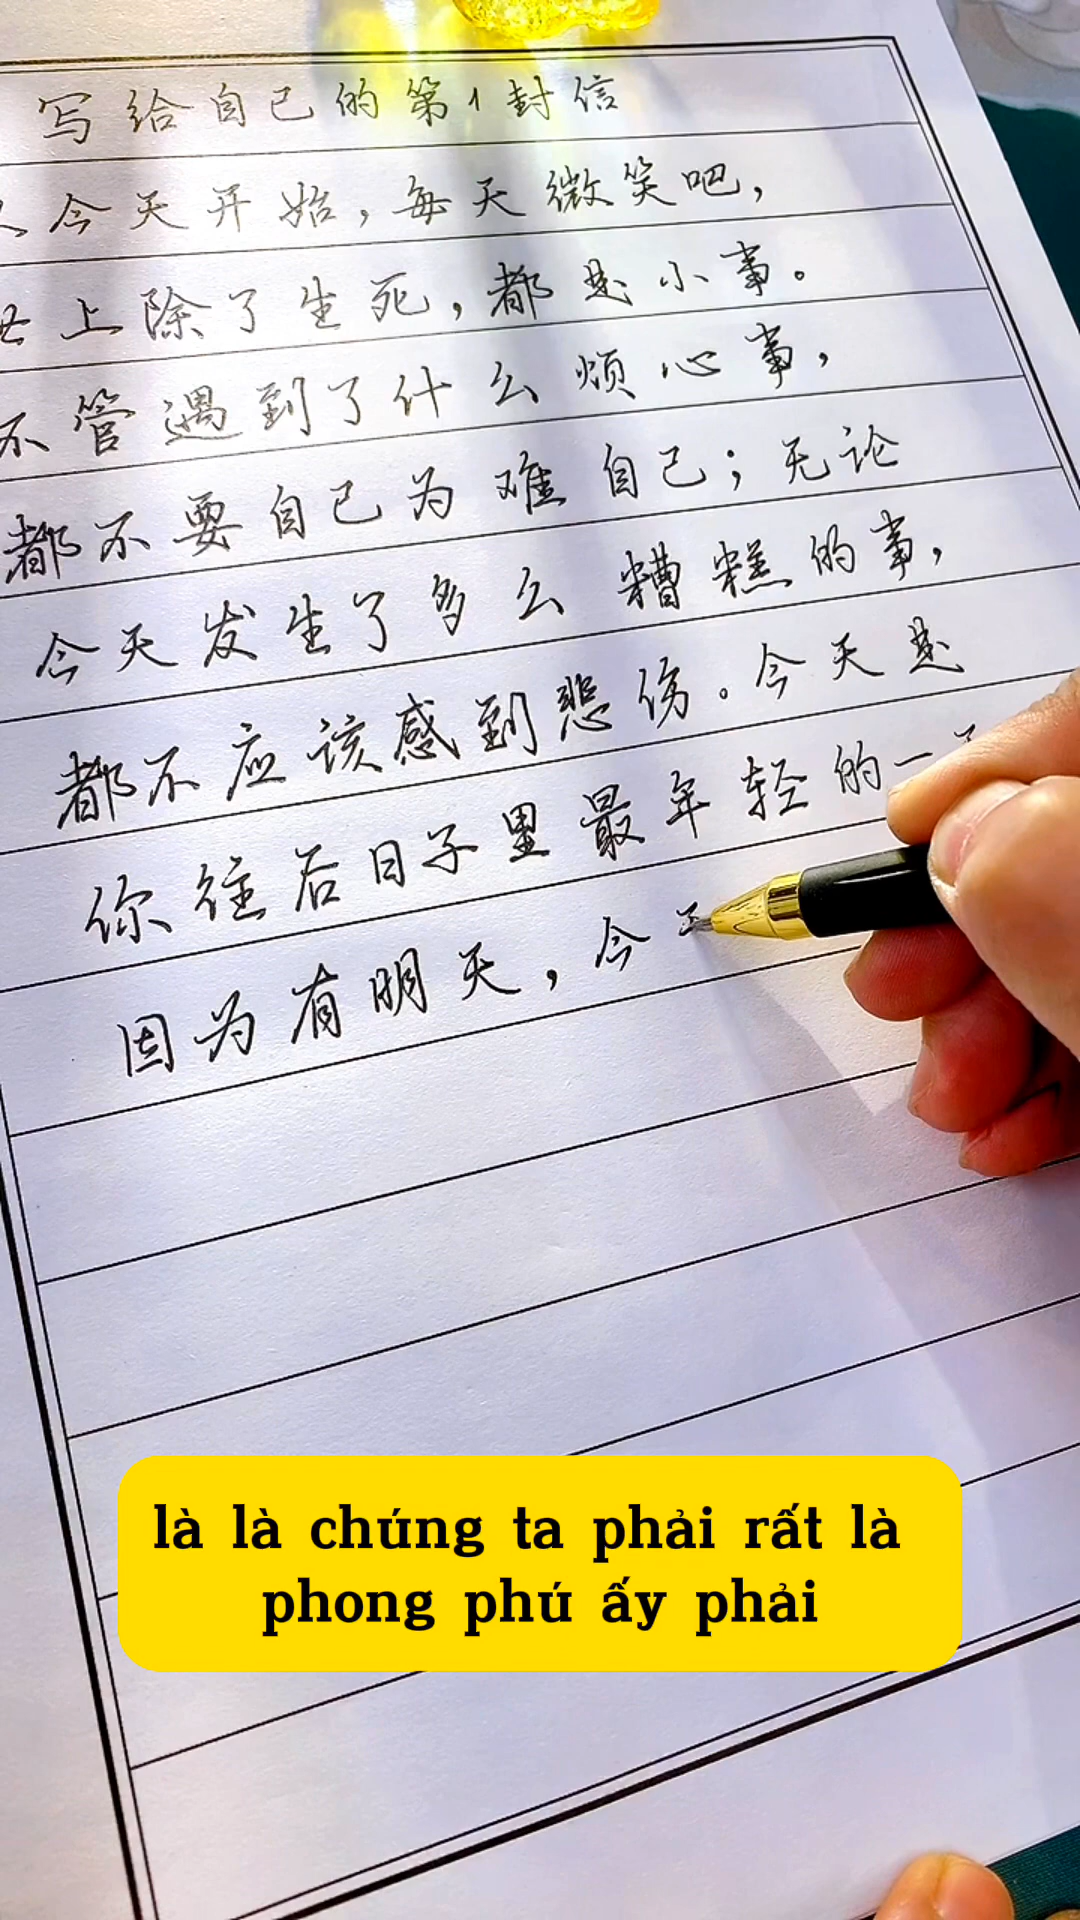 写给自己的第1封信
今天开始，每天微笑吧，
世上除了生死，都是小事。
不管遇到了什么烦心事，
都不要自己为难自己；无论
今天发生了多么糟糕的事，
都不应该感到悲伤。今天是
你往后日子里最年轻的一
因为有明天，今
là là chúng ta phải rất là
phong phú ấy phải